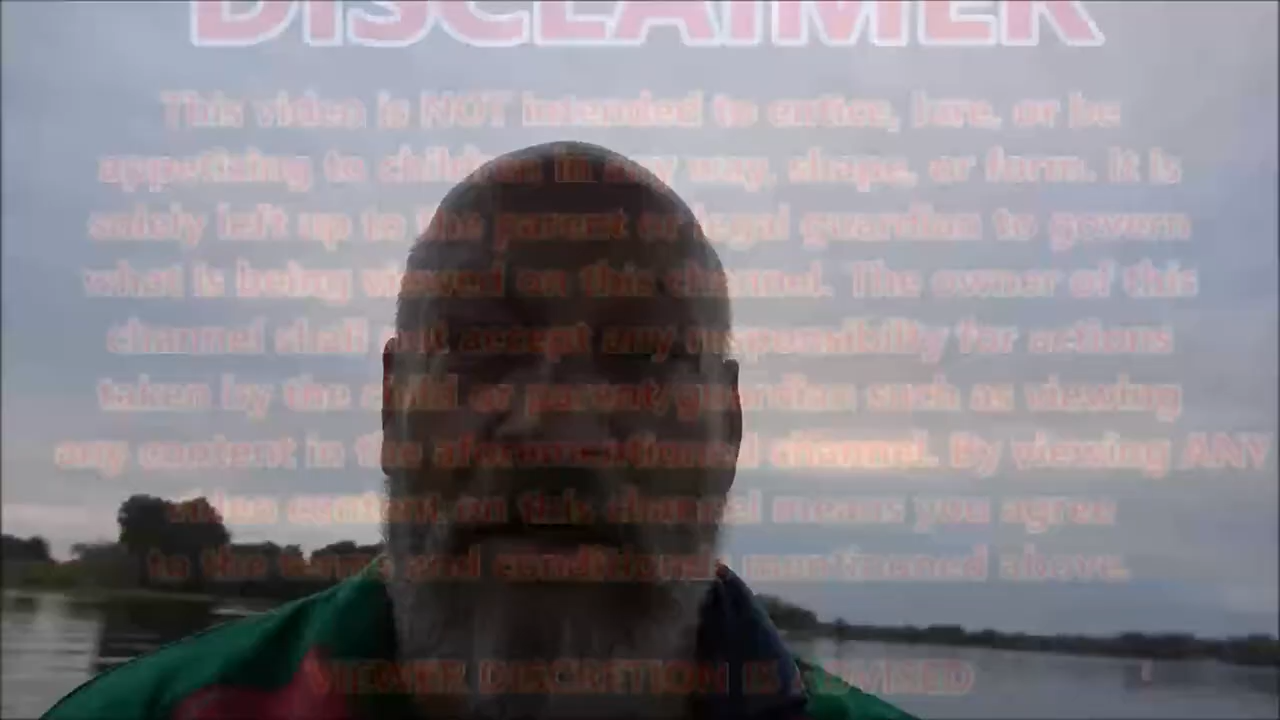 DISCLAIMER
This video is NOT intended to entice, lure, or be
appetizing to children in any way, shape, or form. It is
solely left up to the parent or legal guardian to govern
what is being viewed on this channel. The owner of this
channel shall not accept any responsibility for actions
taken by the child or parent/guardian such as viewing
any content in the aforementioned channel. By viewing ANY
video content on this channel means you agree
to the terms and conditions mentioned above.
VIEWER DISCRETION IS ADVISED